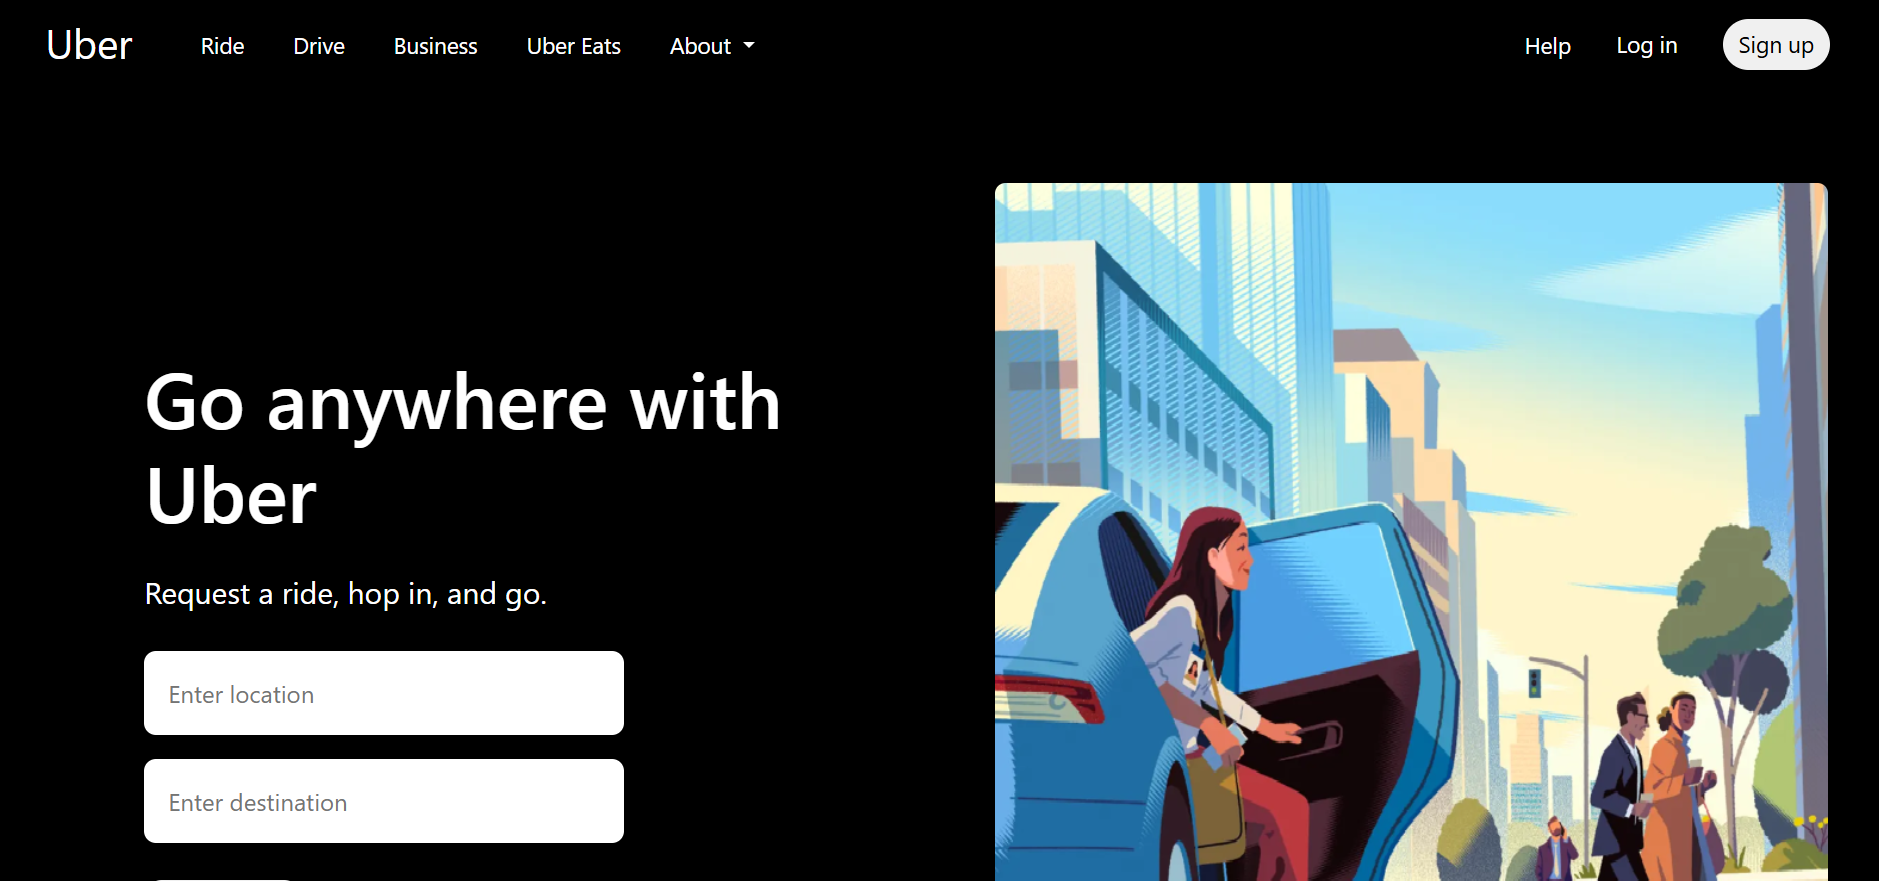 Uber Ride Drive Business Uber Eats About Help Log in Sign up
Go anywhere with
Uber
Request a ride, hop in, and go.
Enter location
Enter destination